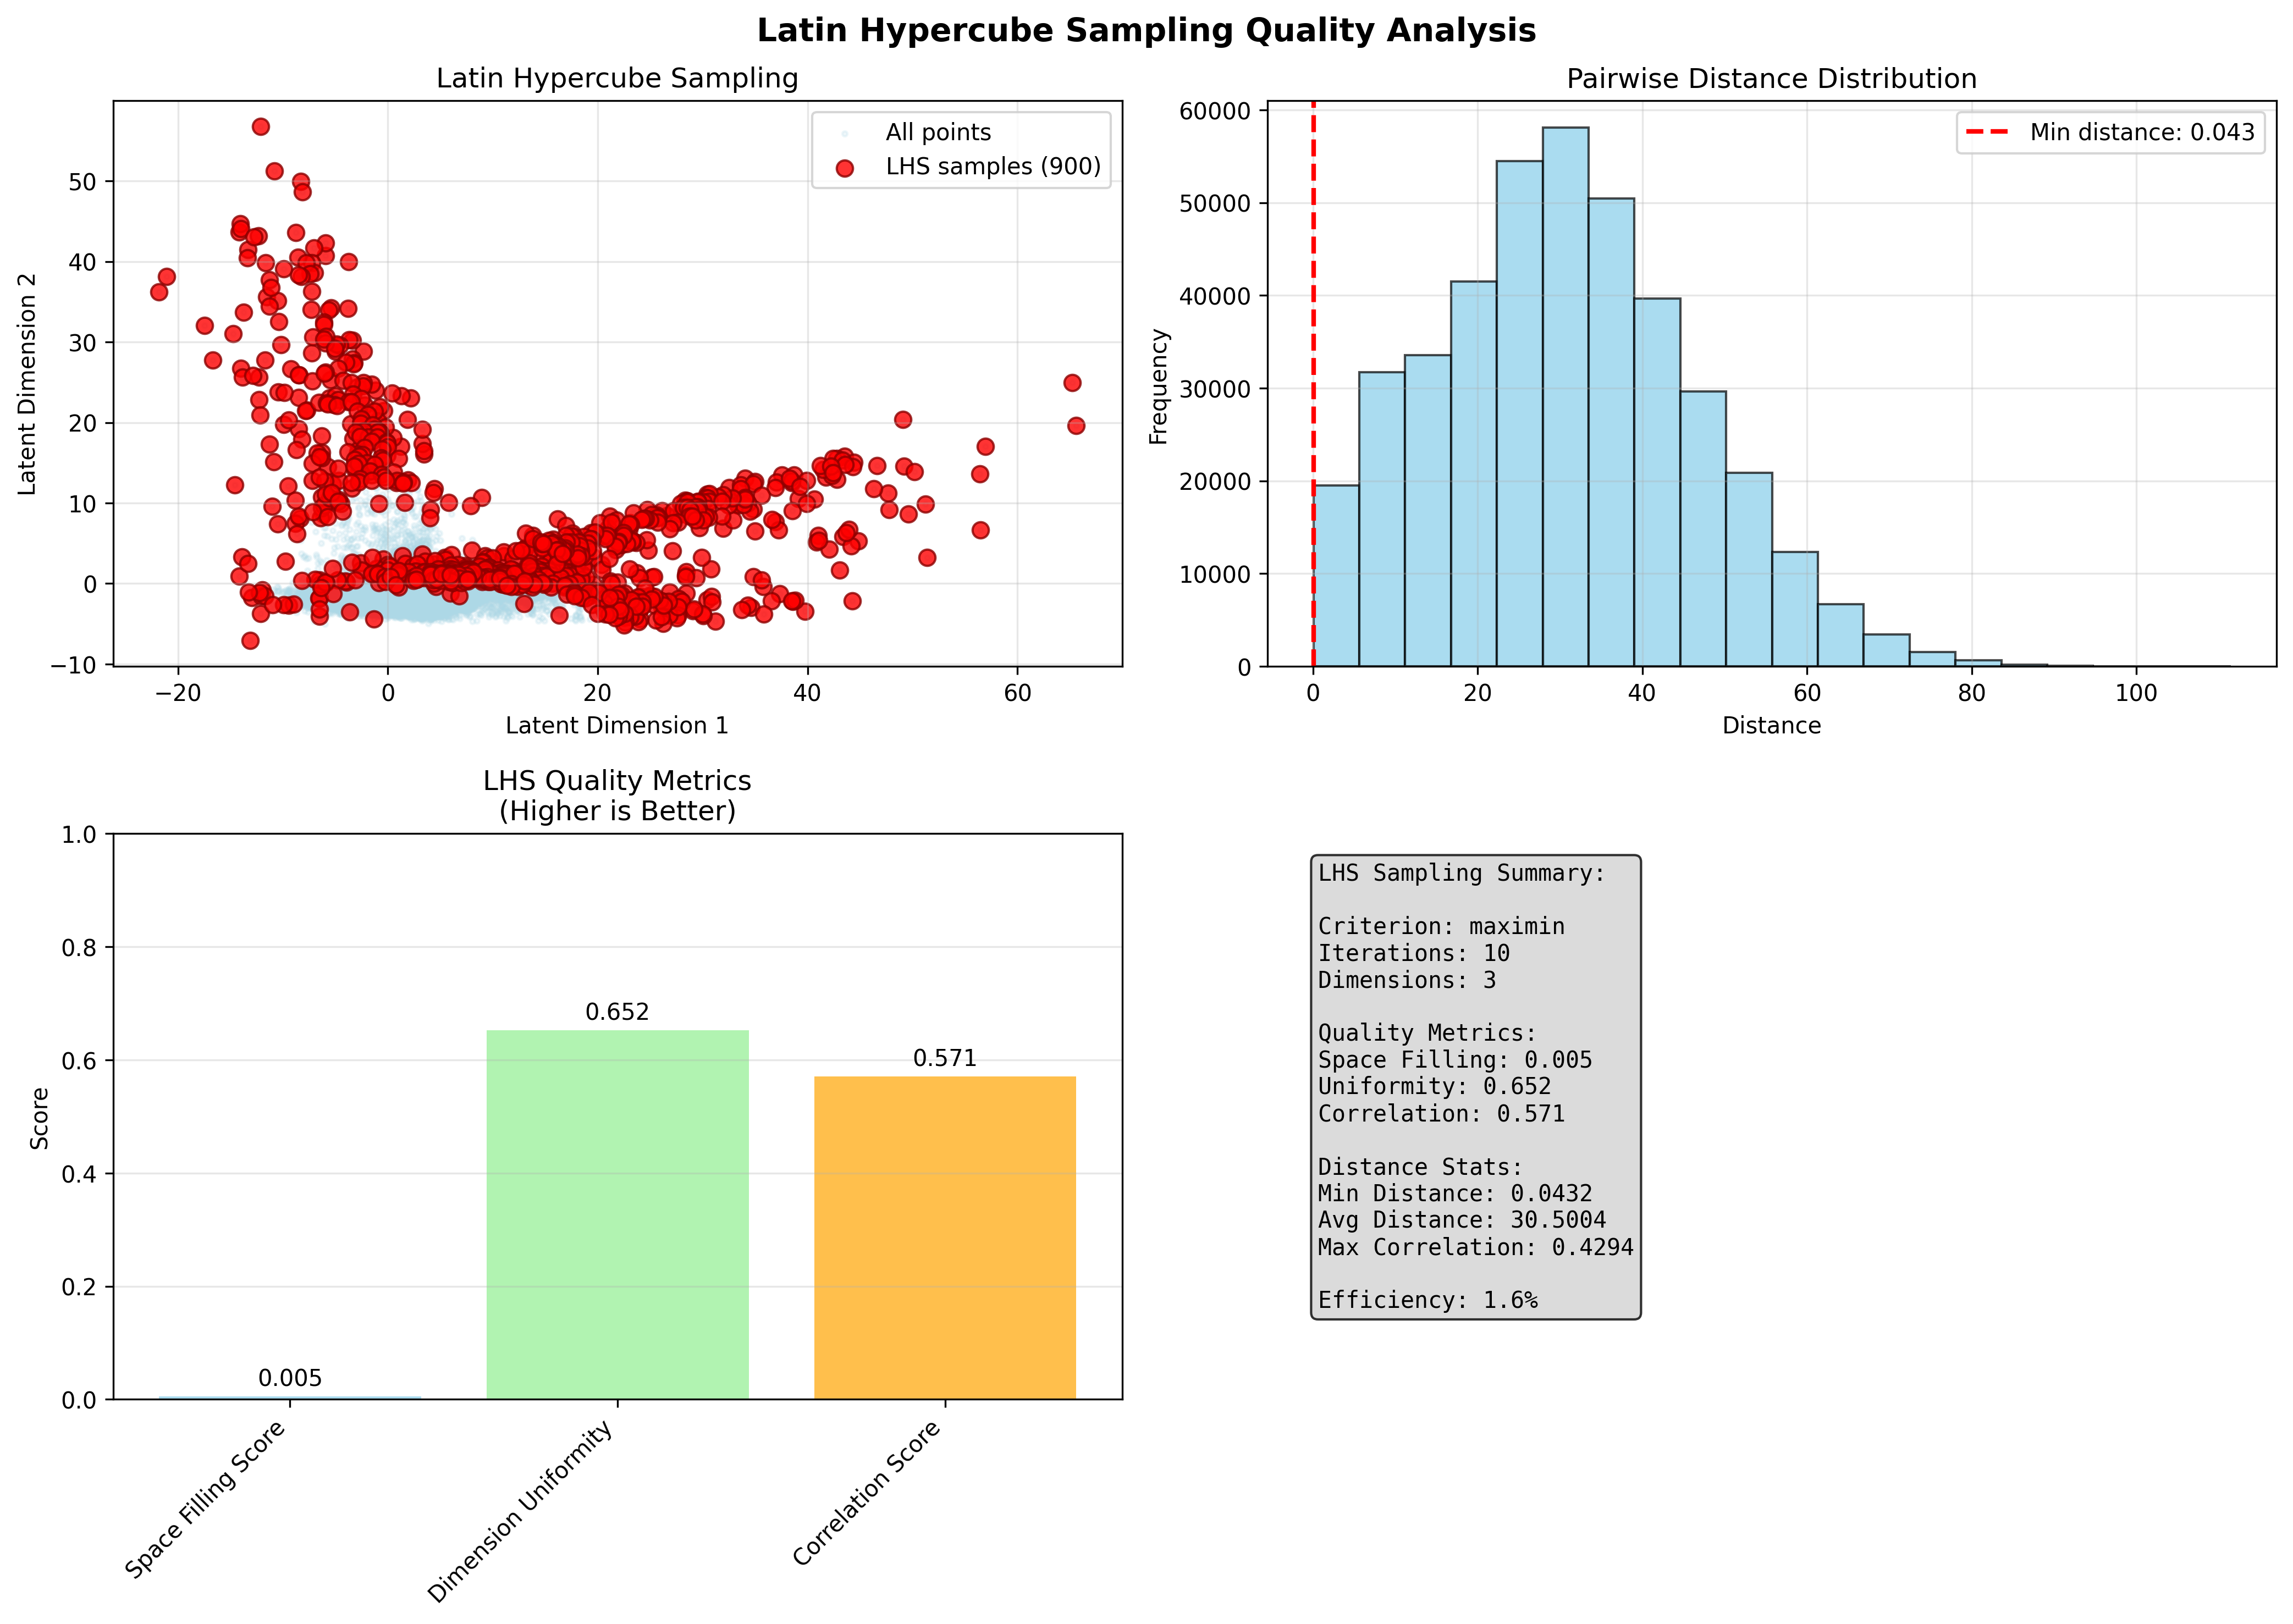 Latin Hypercube Sampling Quality Analysis
Latin Hypercube Sampling
All points
LHS samples (900)
50
40
30
20
10
0
−10
Latent Dimension 2
−20
0
20
40
60
Latent Dimension 1
Pairwise Distance Distribution
Min distance: 0.043
60000
50000
40000
30000
20000
10000
0
Frequency
0
20
40
60
80
100
Distance
LHS Quality Metrics
(Higher is Better)
1.0
0.8
0.6
0.4
0.2
0.0
Score
0.005
0.652
0.571
Space Filling Score
Dimension Uniformity
Correlation Score
LHS Sampling Summary:
Criterion: maximin
Iterations: 10
Dimensions: 3
Quality Metrics:
Space Filling: 0.005
Uniformity: 0.652
Correlation: 0.571
Distance Stats:
Min Distance: 0.0432
Avg Distance: 30.5004
Max Correlation: 0.4294
Efficiency: 1.6%